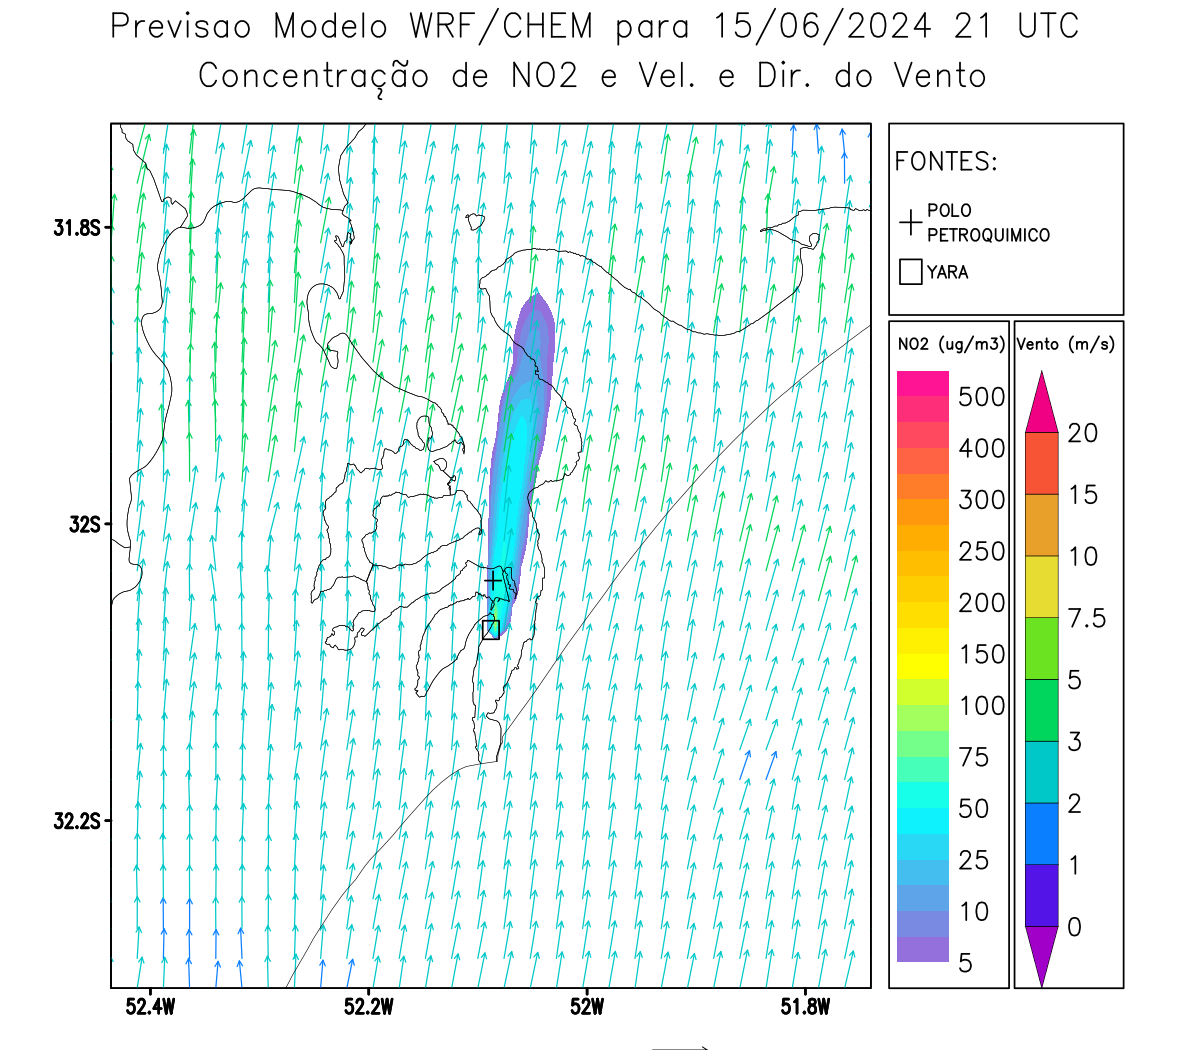 Previsao Modelo WRF/CHEM para 15/06/2024 21 UTC
Concentração de NO2 e Vel. e Dir. do Vento
FONTES:
POLO
PETROQUIMICO
YARA
NO2 (ug/m3)
500
400
300
250
200
150
100
75
50
25
10
5
Vento (m/s)
20
15
10
7.5
5
3
2
1
0
31.8S
32S
32.2S
52.4W
52.2W
52W
51.8W